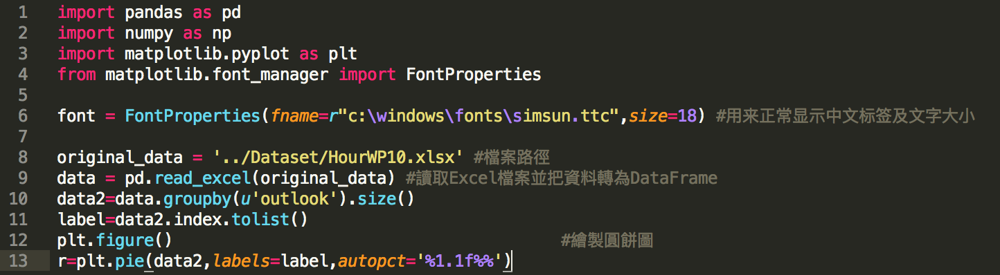 1 import pandas as pd
2 import numpy as np
3 import matplotlib.pyplot as plt
4 from matplotlib.font_manager import FontProperties
5
6 font = FontProperties(fname=r"c:\windows\fonts\simsun.ttc",size=18) #用来正常显示中文标签及文字大小
7
8 original_data = '../Dataset/HourWP10.xlsx' #檔案路徑
9 data = pd.read_excel(original_data) #讀取Excel檔案並把資料轉為DataFrame
10 data2=data.groupby(u'outlook').size()
11 label=data2.index.tolist()
12 plt.figure() #繪製圓餅圖
13 r=plt.pie(data2,labels=label,autopct='%1.1f%%')